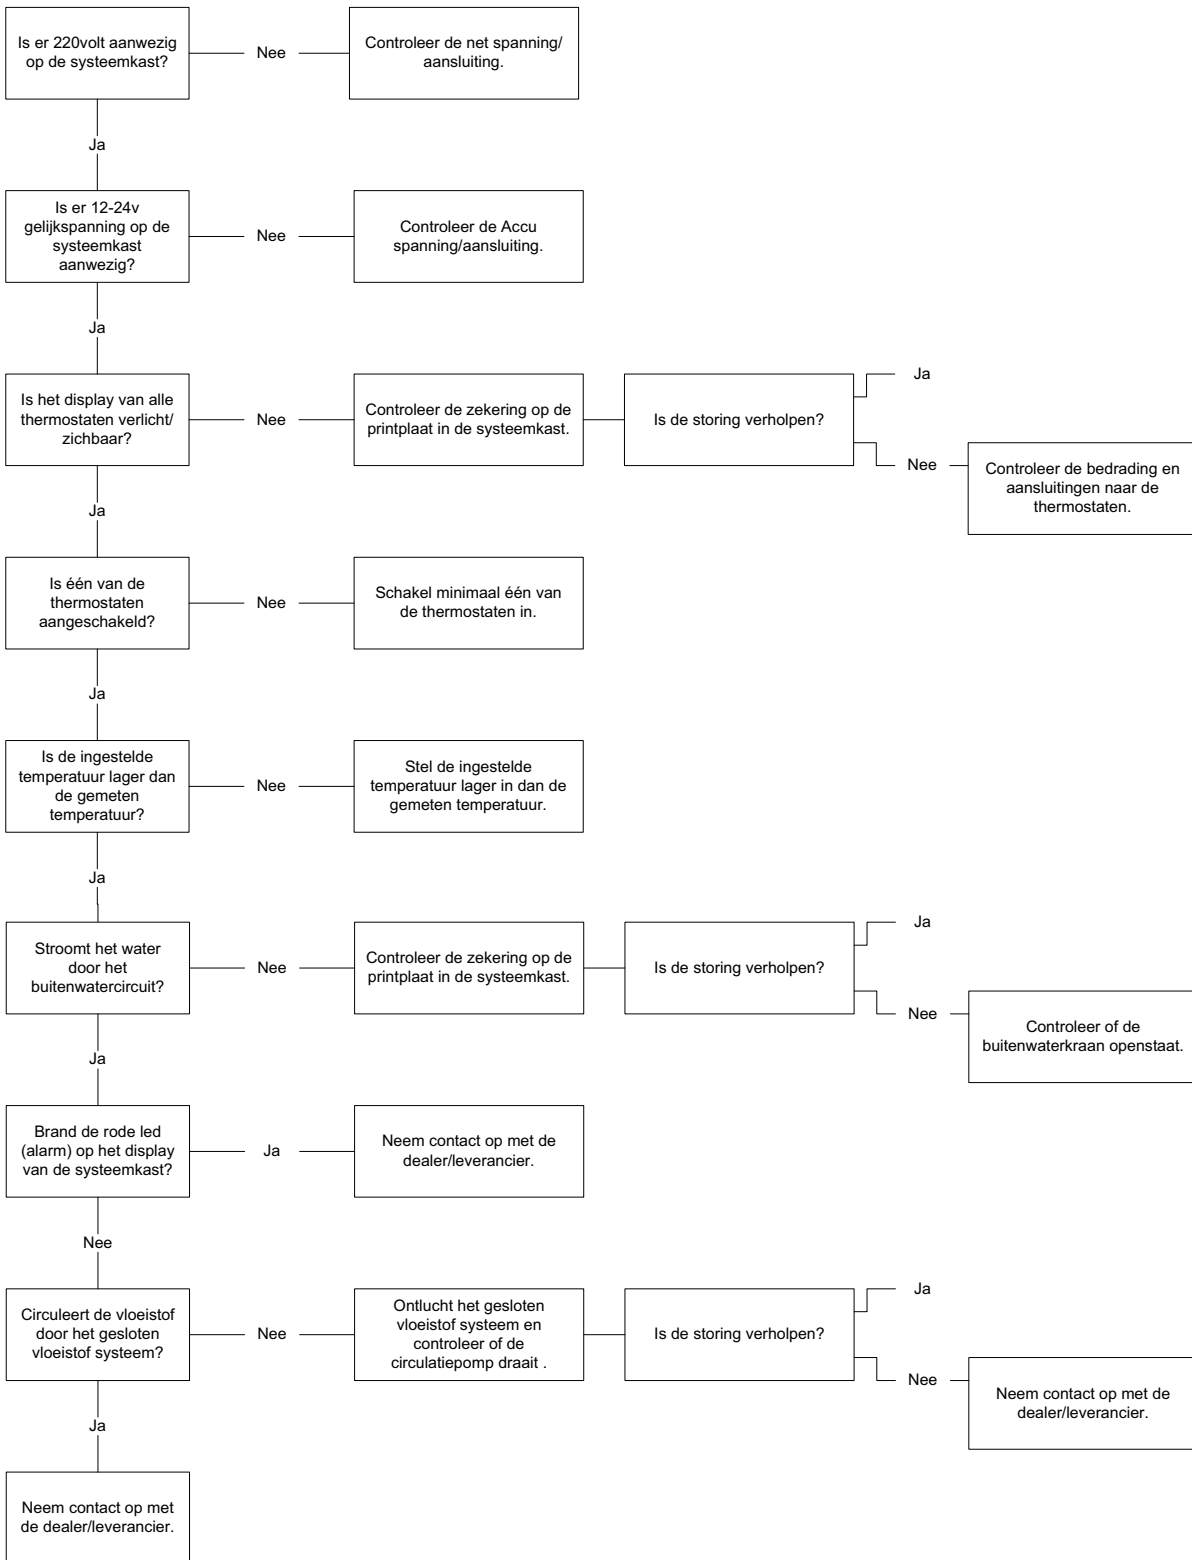 Is er 220volt aanwezig
op de systeemkast?
Nee
Controleer de net spanning/
aansluiting.
Ja
Is er 12-24v
gelijkspanning op de
systeemkast
aanwezig?
Nee
Controleer de Accu
spanning/aansluiting.
Ja
Is het display van alle
thermostaten verlicht/
zichbaar?
Nee
Controleer de zekering op de
printplaat in de systeemkast.
Is de storing verholpen?
Ja
Nee
Controleer de bedrading en
aansluitingen naar de
thermostaten.
Ja
Is één van de
thermostaten
aangeschakeld?
Nee
Schakel minimaal één van
de thermostaten in.
Ja
Is de ingestelde
temperatuur lager dan
de gemeten
temperatuur?
Nee
Stel de ingestelde
temperatuur lager in dan de
gemeten temperatuur.
Ja
Stroomt het water
door het
buitenwatercircuit?
Nee
Controleer de zekering op de
printplaat in de systeemkast.
Is de storing verholpen?
Ja
Nee
Controleer of de
buitenwaterkraan openstaat.
Ja
Brand de rode led
(alarm) op het display
van de systeemkast?
Ja
Neem contact op met de
dealer/leverancier.
Nee
Circuleert de vloeistof
door het gesloten
vloeistof systeem?
Nee
Ontlucht het gesloten
vloeistof systeem en
controleer of de
circulatiepomp draait .
Is de storing verholpen?
Ja
Nee
Neem contact op met de
dealer/leverancier.
Ja
Neem contact op met
de dealer/leverancier.